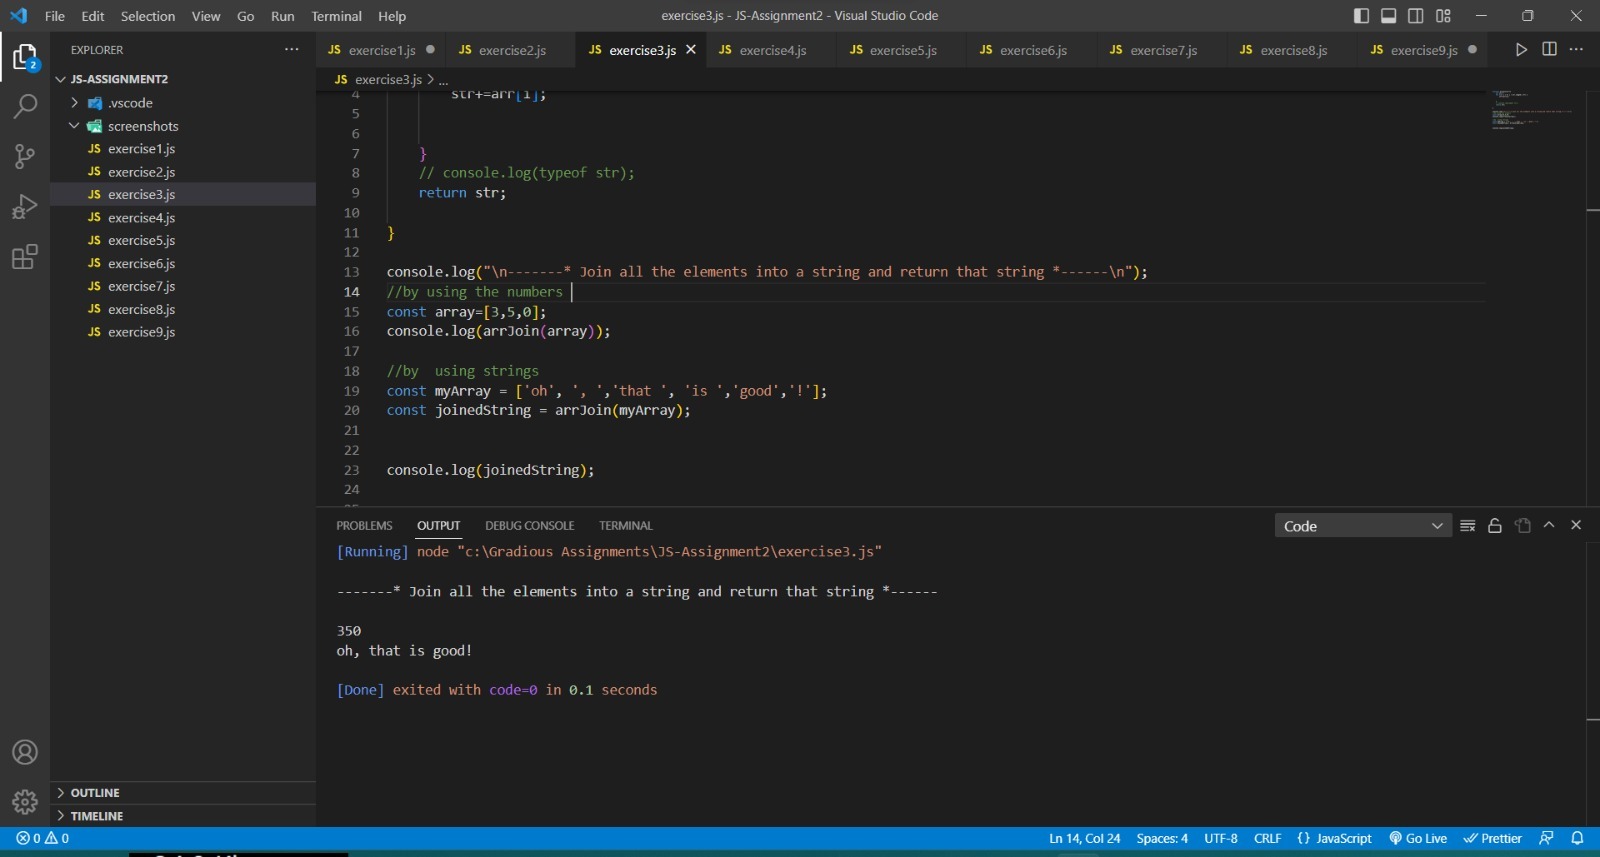 File Edit Selection View Go Run Terminal Help exercise3.js - JS-Assignment2 - Visual Studio Code
EXPLORER ...
2
JS-ASSIGNMENT2
.vscode
screenshots
JS exercise1.js
JS exercise2.js
JS exercise3.js
JS exercise4.js
JS exercise5.js
JS exercise6.js
JS exercise7.js
JS exercise8.js
JS exercise9.js
OUTLINE
TIMELINE
JS exercise1.js JS exercise2.js JS exercise3.js JS exercise4.js JS exercise5.js JS exercise6.js JS exercise7.js JS exercise8.js JS exercise9.js
JS exercise3.js > ...
4 str+=arr[i];
5
6
7 }
8 // console.log(typeof str);
9 return str;
10
11 }
12
13 console.log("\n-------* Join all the elements into a string and return that string *------\n");
14 //by using the numbers
15 const array=[3,5,0];
16 console.log(arrJoin(array));
17
18 //by  using strings
19 const myArray = ['oh', ', ','that ', 'is ','good','!'];
20 const joinedString = arrJoin(myArray);
21
22
23 console.log(joinedString);
24
PROBLEMS OUTPUT DEBUG CONSOLE TERMINAL Code
[Running] node "c:\Gradious Assignments\JS-Assignment2\exercise3.js"
-------* Join all the elements into a string and return that string *------
350
oh, that is good!
[Done] exited with code=0 in 0.1 seconds
0 0 Ln 14, Col 24 Spaces: 4 UTF-8 CRLF {} JavaScript Go Live Prettier